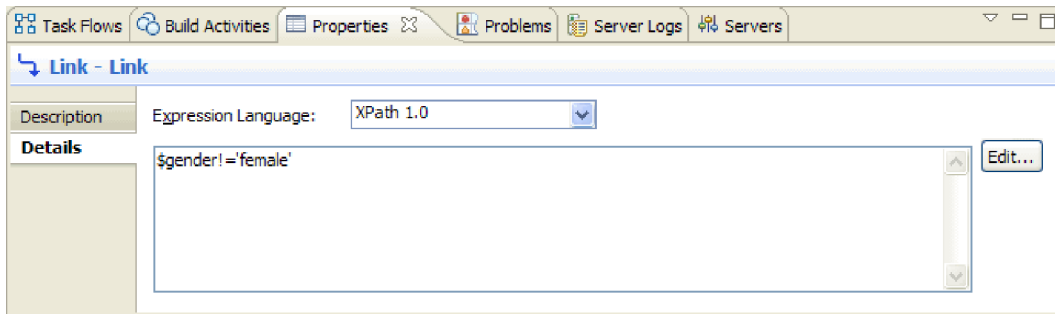 Task Flows Build Activities Properties Problems Server Logs Servers
Link - Link
Description Expression Language: XPath 1.0
Details
$gender!='female' Edit...